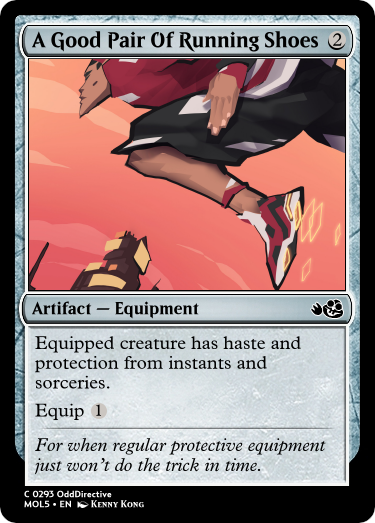 A Good Pair Of Running Shoes 2
Artifact — Equipment
Equipped creature has haste and
protection from instants and
sorceries.
Equip 1
For when regular protective equipment
just won't do the trick in time.
C 0293 OddDirective
MOL5 • EN Kenny Kong